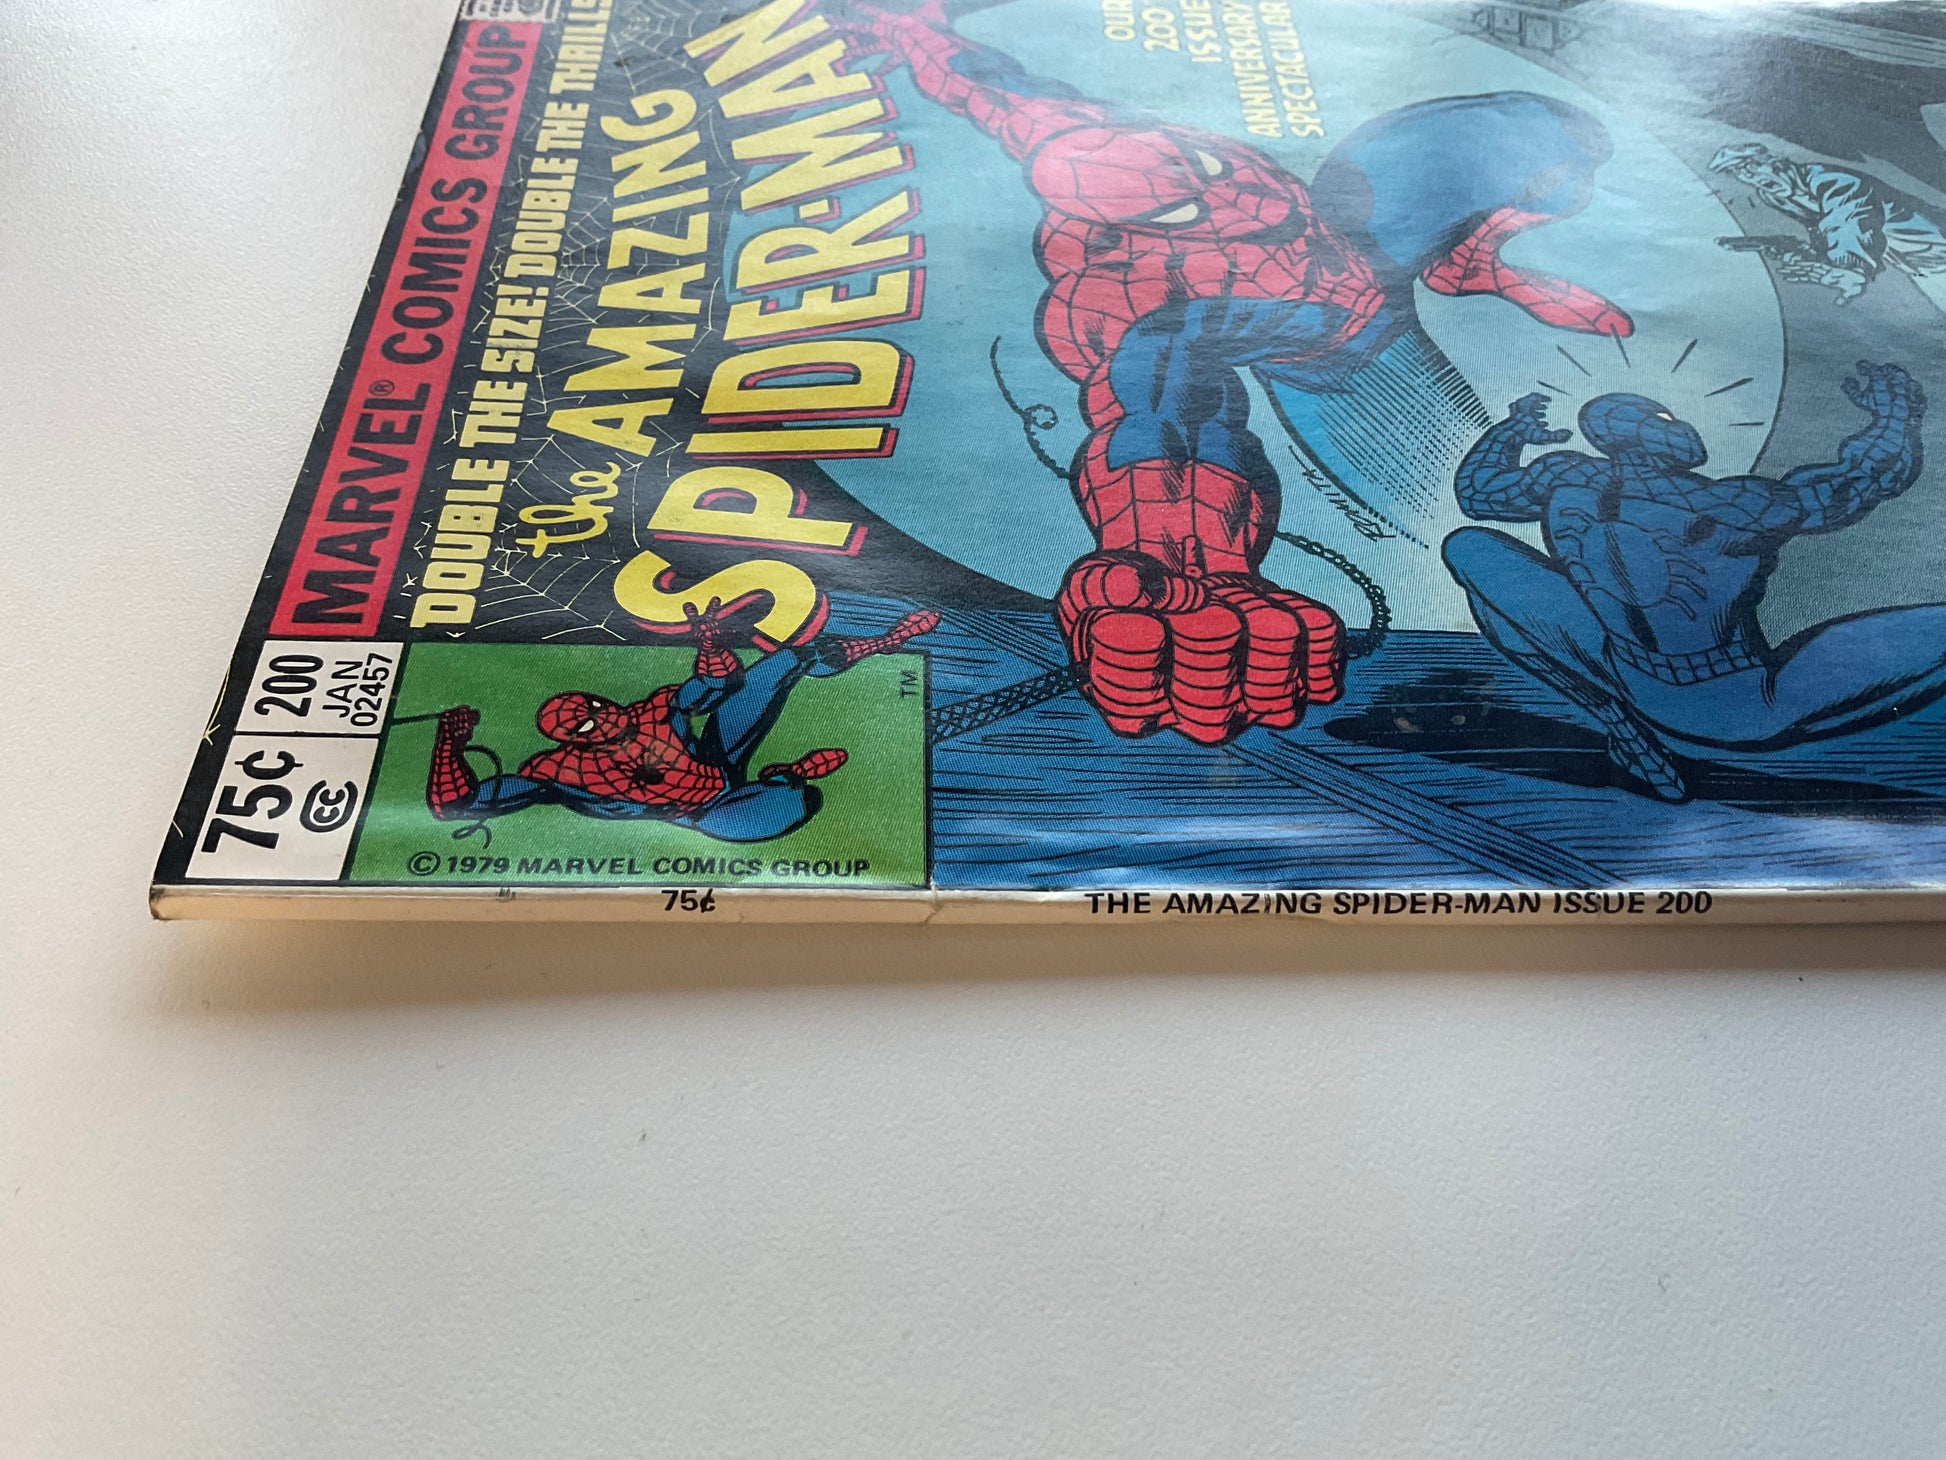 MARVEL® COMICS GROUP
DOUBLE THE SIZE! DOUBLE THE THRILLS
the AMAZING
SPIDER-MAN
OUR
200
ISSUE
ANNIVERSARY
SPECTACULAR
75¢
200
JAN
02457
CC
TM
© 1979 MARVEL COMICS GROUP
75¢ THE AMAZING SPIDER-MAN ISSUE 200